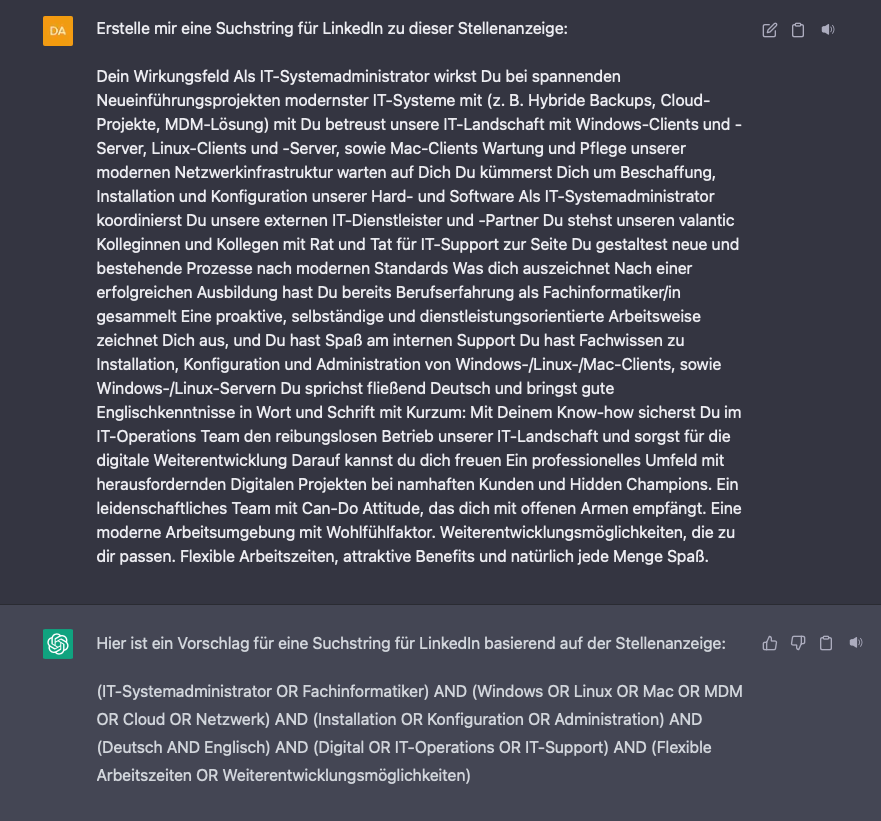 DA
Erstelle mir eine Suchstring für LinkedIn zu dieser Stellenanzeige:
Dein Wirkungsfeld Als IT-Systemadministrator wirkst Du bei spannenden
Neueinführungsprojekten modernster IT-Systeme mit (z. B. Hybride Backups, Cloud-
Projekte, MDM-Lösung) mit Du betreust unsere IT-Landschaft mit Windows-Clients und -
Server, Linux-Clients und -Server, sowie Mac-Clients Wartung und Pflege unserer
modernen Netzwerkinfrastruktur warten auf Dich Du kümmerst Dich um Beschaffung,
Installation und Konfiguration unserer Hard- und Software Als IT-Systemadministrator
koordinierst Du unsere externen IT-Dienstleister und -Partner Du stehst unseren valantic
Kolleginnen und Kollegen mit Rat und Tat für IT-Support zur Seite Du gestaltest neue und
bestehende Prozesse nach modernen Standards Was dich auszeichnet Nach einer
erfolgreichen Ausbildung hast Du bereits Berufserfahrung als Fachinformatiker/in
gesammelt Eine proaktive, selbständige und dienstleistungsorientierte Arbeitsweise
zeichnet Dich aus, und Du hast Spaß am internen Support Du hast Fachwissen zu
Installation, Konfiguration und Administration von Windows-/Linux-/Mac-Clients, sowie
Windows-/Linux-Servern Du sprichst fließend Deutsch und bringst gute
Englischkenntnisse in Wort und Schrift mit Kurzum: Mit Deinem Know-how sicherst Du im
IT-Operations Team den reibungslosen Betrieb unserer IT-Landschaft und sorgst für die
digitale Weiterentwicklung Darauf kannst du dich freuen Ein professionelles Umfeld mit
herausfordernden Digitalen Projekten bei namhaften Kunden und Hidden Champions. Ein
leidenschaftliches Team mit Can-Do Attitude, das dich mit offenen Armen empfängt. Eine
moderne Arbeitsumgebung mit Wohlfühlfaktor. Weiterentwicklungsmöglichkeiten, die zu
dir passen. Flexible Arbeitszeiten, attraktive Benefits und natürlich jede Menge Spaß.
Hier ist ein Vorschlag für eine Suchstring für LinkedIn basierend auf der Stellenanzeige:
(IT-Systemadministrator OR Fachinformatiker) AND (Windows OR Linux OR Mac OR MDM
OR Cloud OR Netzwerk) AND (Installation OR Konfiguration OR Administration) AND
(Deutsch AND Englisch) AND (Digital OR IT-Operations OR IT-Support) AND (Flexible
Arbeitszeiten OR Weiterentwicklungsmöglichkeiten)